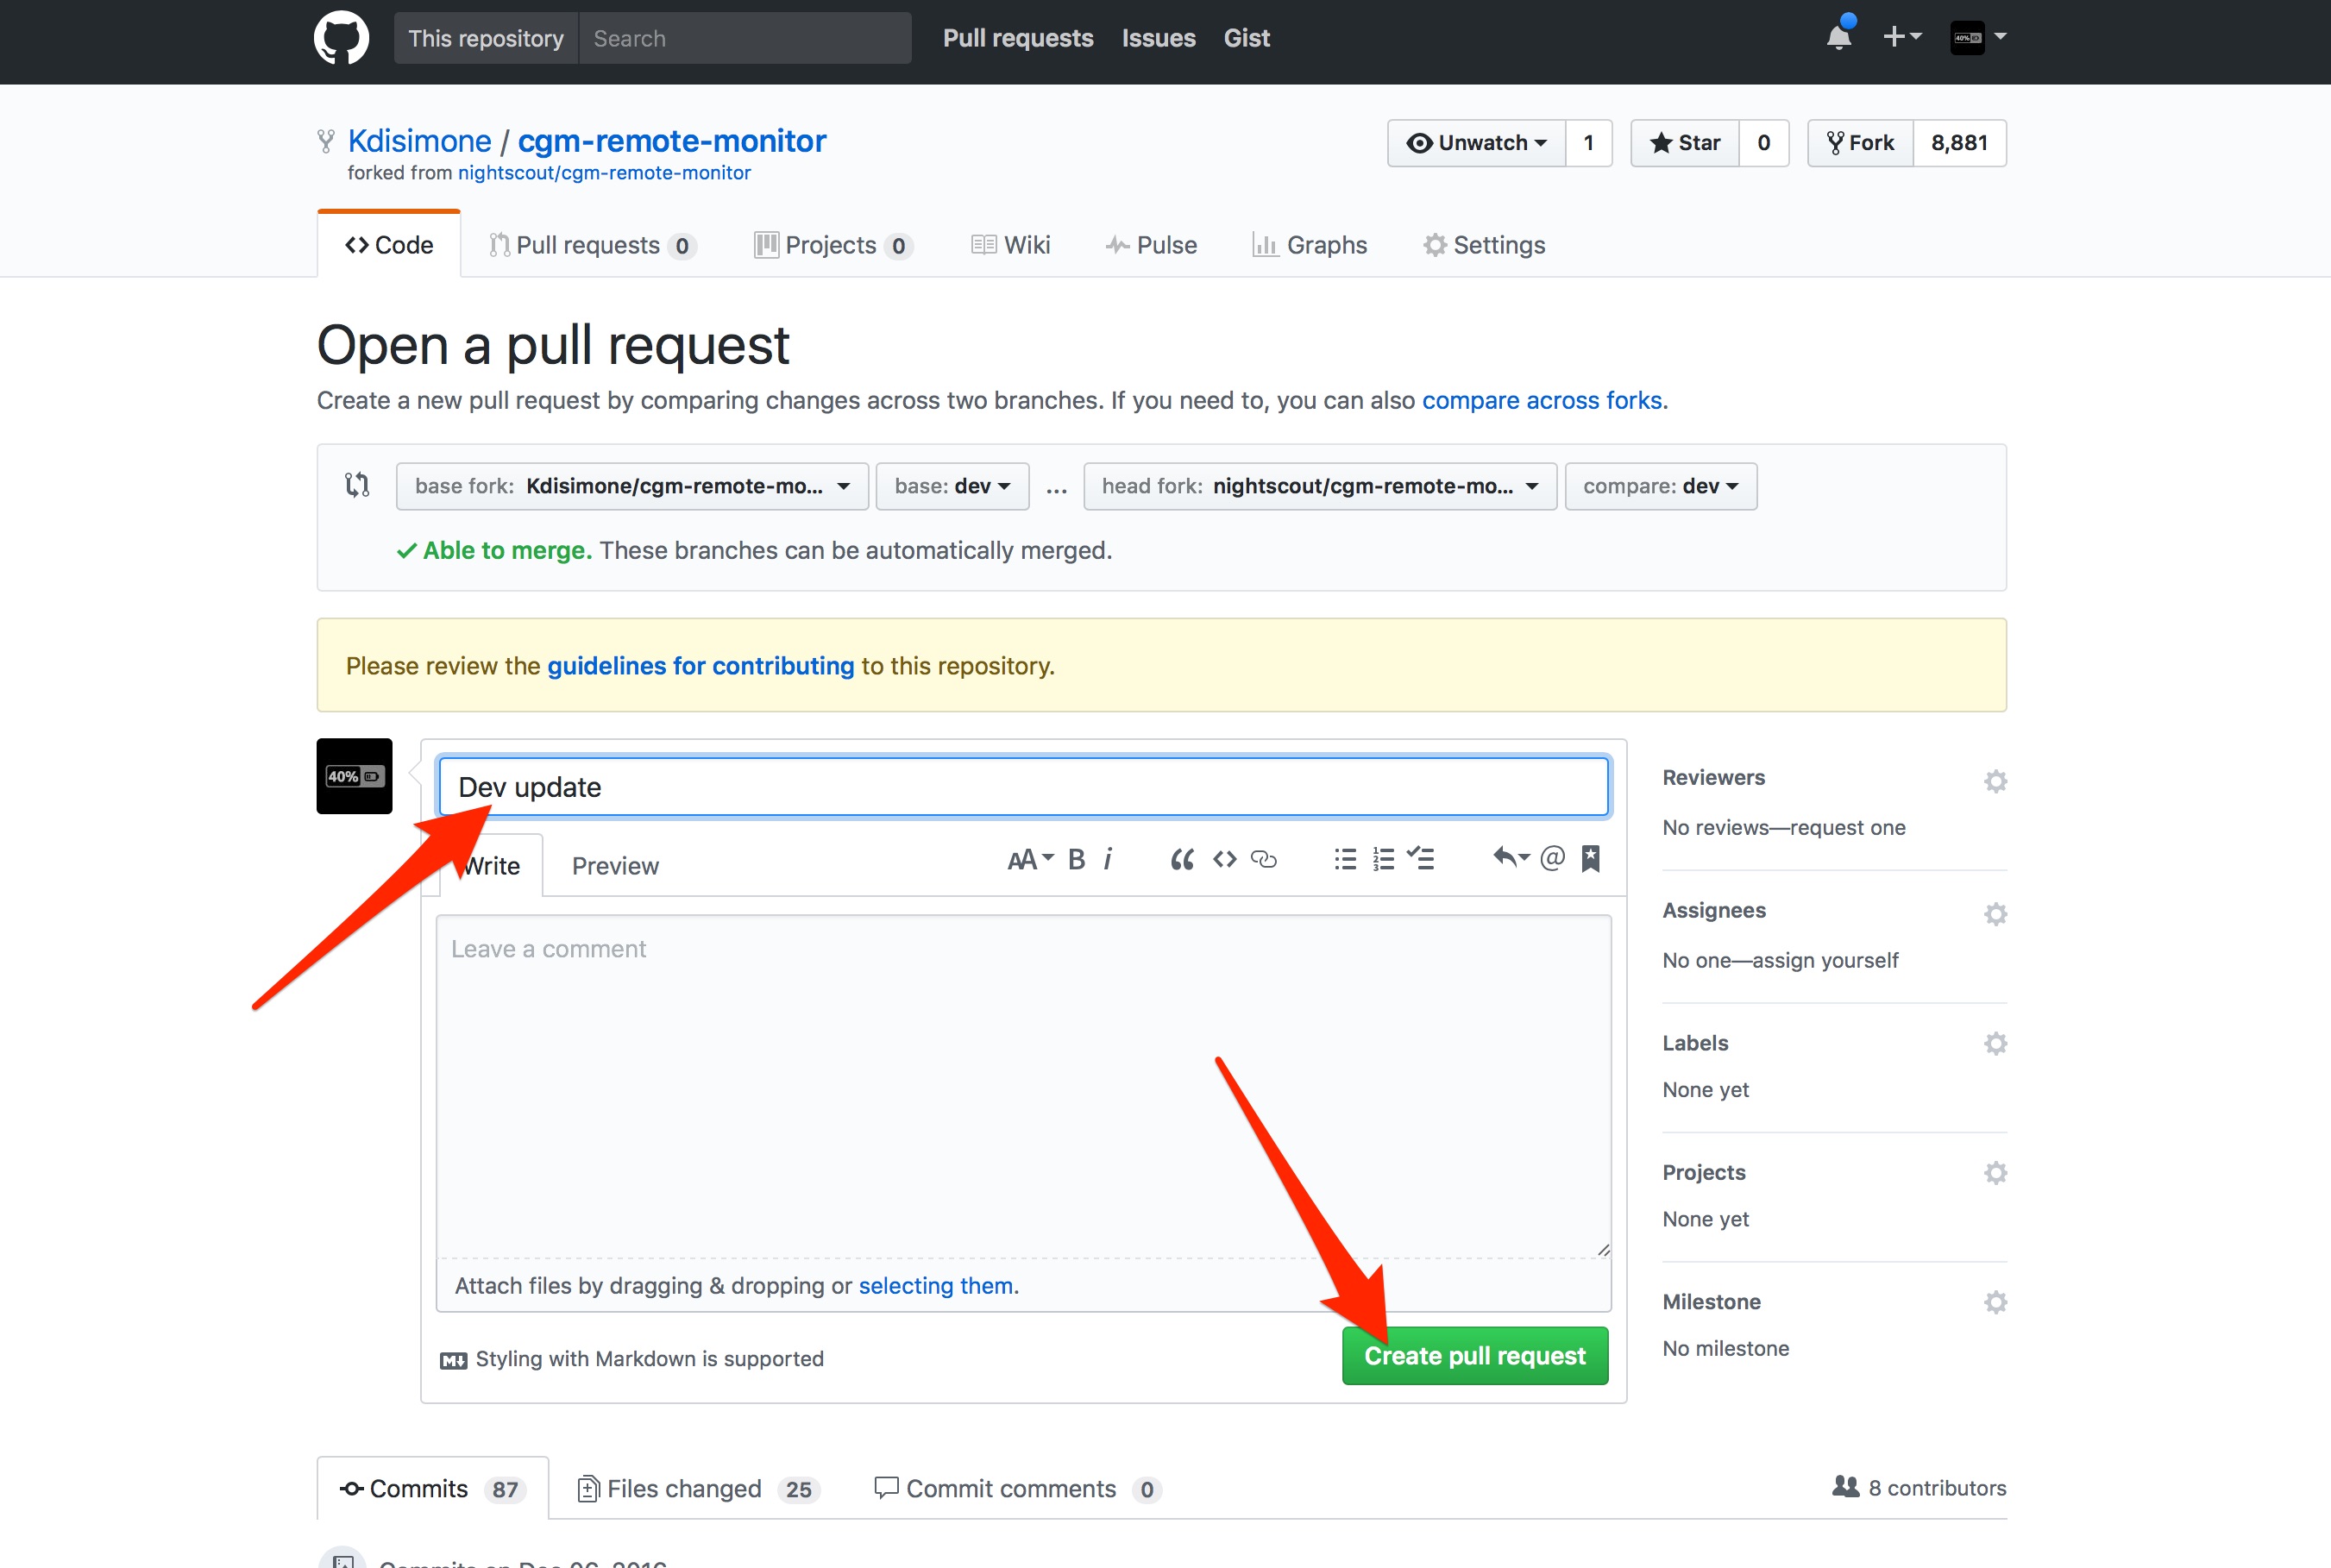 This repository Search Pull requests Issues Gist
40%
Kdisimone / cgm-remote-monitor
forked from nightscout/cgm-remote-monitor
Unwatch 1 Star 0 Fork 8,881
Code Pull requests 0 Projects 0 Wiki Pulse Graphs Settings
Open a pull request
Create a new pull request by comparing changes across two branches. If you need to, you can also compare across forks.
base fork: Kdisimone/cgm-remote-mo... base: dev ... head fork: nightscout/cgm-remote-mo... compare: dev
Able to merge. These branches can be automatically merged.
Please review the guidelines for contributing to this repository.
40%
Dev update
Write Preview AA B i @
Leave a comment
Attach files by dragging & dropping or selecting them.
Styling with Markdown is supported
Create pull request
Reviewers
No reviews—request one
Assignees
No one—assign yourself
Labels
None yet
Projects
None yet
Milestone
No milestone
Commits 87 Files changed 25 Commit comments 0 8 contributors
Commits on Dec 06, 2016